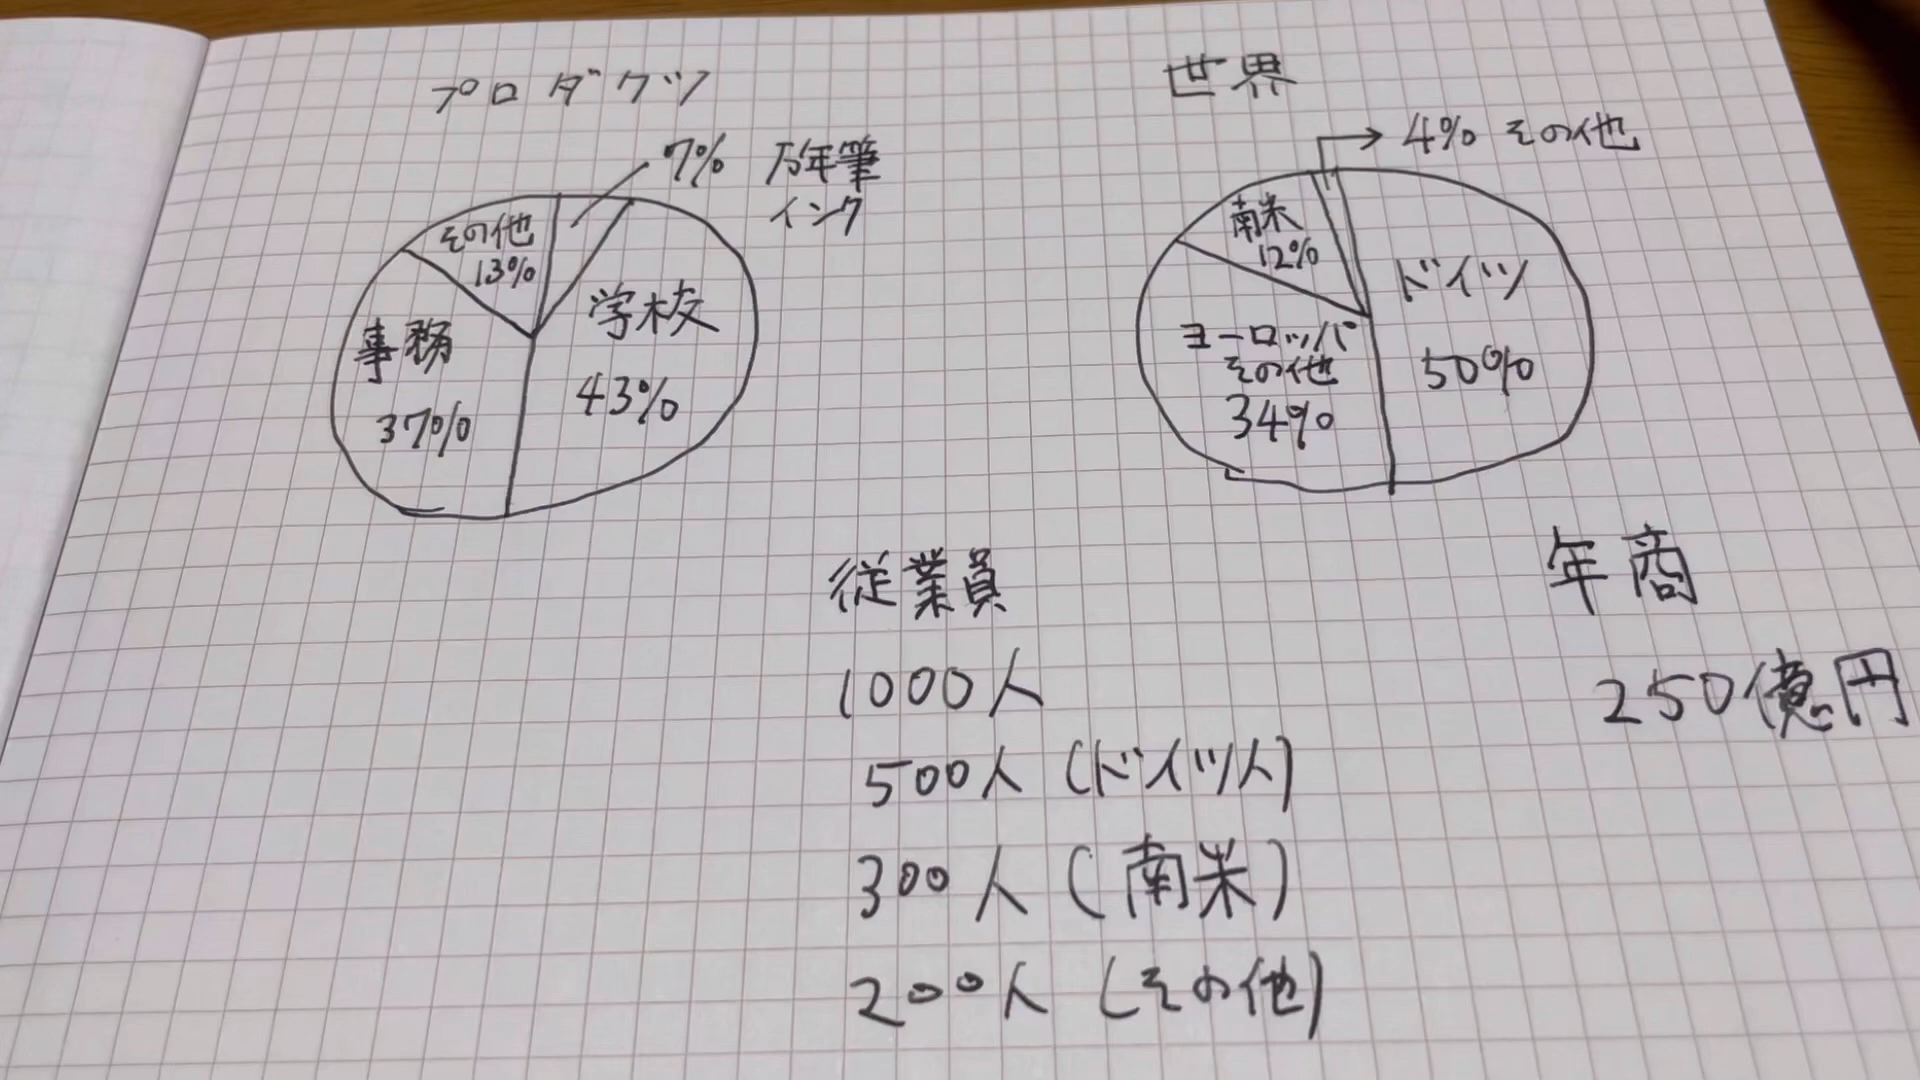 プロダクツ
7% 万年筆
インク
その他
13%
学校
43%
事務
37%
世界
4% その他
南米
12%
ドイツ
50%
ヨーロッパ
その他
34%
従業員
1000人
500人(ドイツ人)
300人(南米)
200人(その他)
年商
250億円